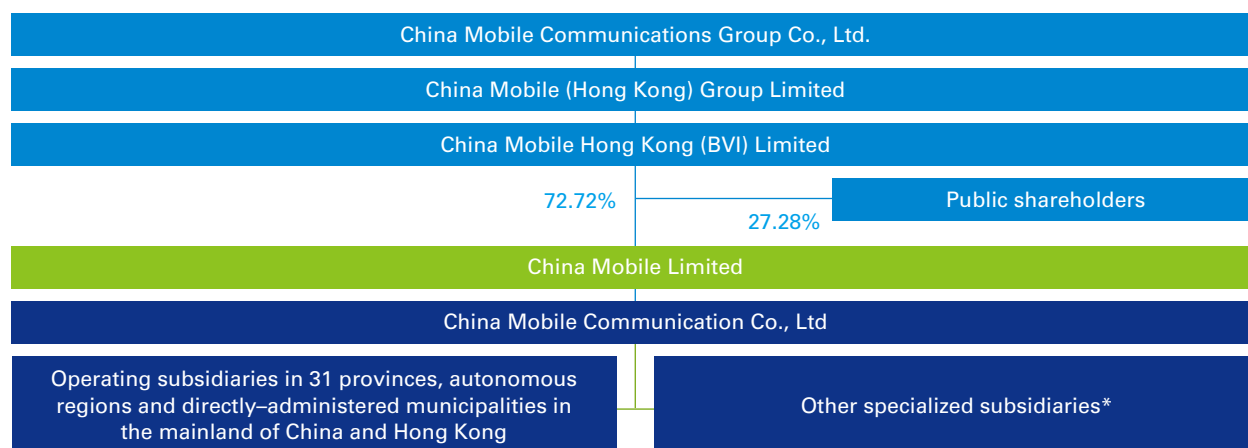 China Mobile Communications Group Co., Ltd.
China Mobile (Hong Kong) Group Limited
China Mobile Hong Kong (BVI) Limited
72.72%
Public shareholders
27.28%
China Mobile Limited
China Mobile Communication Co., Ltd
Operating subsidiaries in 31 provinces, autonomous
regions and directly–administered municipalities in
the mainland of China and Hong Kong
Other specialized subsidiaries*